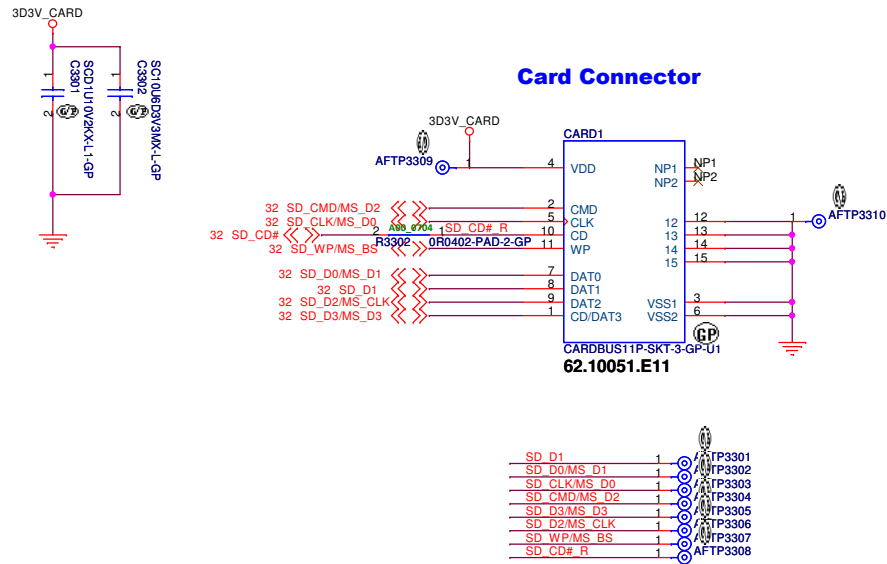 3D3V_CARD
1
2
C3301
SCD1U10V2KX-L1-GP
1
2
C3302
SC10U6D3V3MX-L-GP
Card Connector
3D3V_CARD
CARD1
AFTP3309
1
4
VDD
NP1
NP1
NP2
NP2
32 SD_CMD/MS_D2
2
CMD
32 SD_CLK/MS_D0
5
CLK
32 SD_CD#
2
A00_0704
1
SD_CD#_R
10
CD
R3302
0R0402-PAD-2-GP
32 SD_WP/MS_BS
11
WP
12
12
1
AFTP3310
13
13
14
14
15
15
32 SD_D0/MS_D1
7
DAT0
32 SD_D1
8
DAT1
32 SD_D2/MS_CLK
9
DAT2
32 SD_D3/MS_D3
1
CD/DAT3
VSS1
3
VSS2
6
GP
CARDBUS11P-SKT-3-GP-U1
62.10051.E11
SD_D1
1
AFTP3301
SD_D0/MS_D1
1
AFTP3302
SD_CLK/MS_D0
1
AFTP3303
SD_CMD/MS_D2
1
AFTP3304
SD_D3/MS_D3
1
AFTP3305
SD_D2/MS_CLK
1
AFTP3306
SD_WP/MS_BS
1
AFTP3307
SD_CD#_R
1
AFTP3308